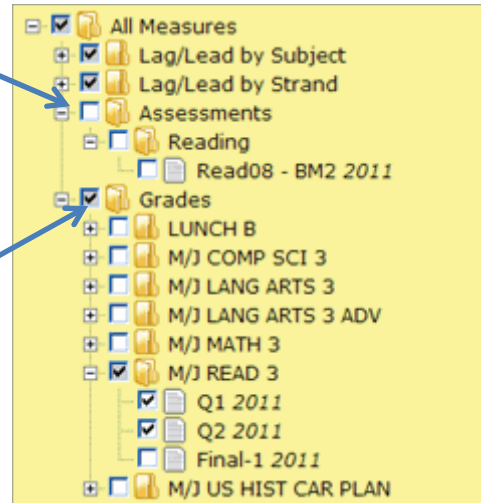 All Measures
Lag/Lead by Subject
Lag/Lead by Strand
Assessments
Reading
Read08 - BM2 2011
Grades
LUNCH B
M/J COMP SCI 3
M/J LANG ARTS 3
M/J LANG ARTS 3 ADV
M/J MATH 3
M/J READ 3
Q1 2011
Q2 2011
Final-1 2011
M/J US HIST CAR PLAN